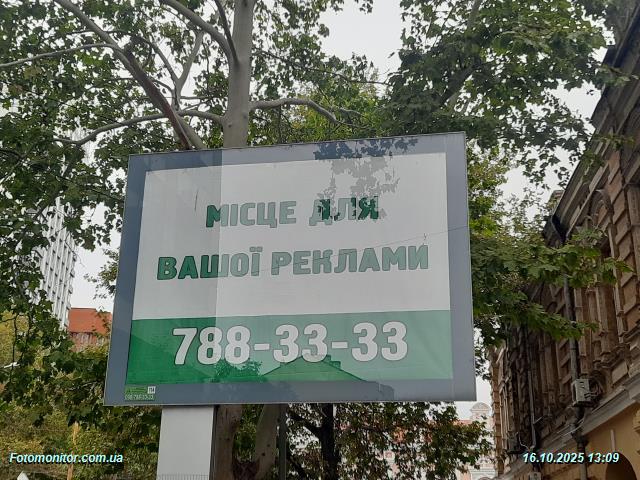 МІСЦЕ ДЛЯ
ВАШОЇ РЕКЛАМИ
788-33-33
Fotomonitor.com.ua
16.10.2025 13:09